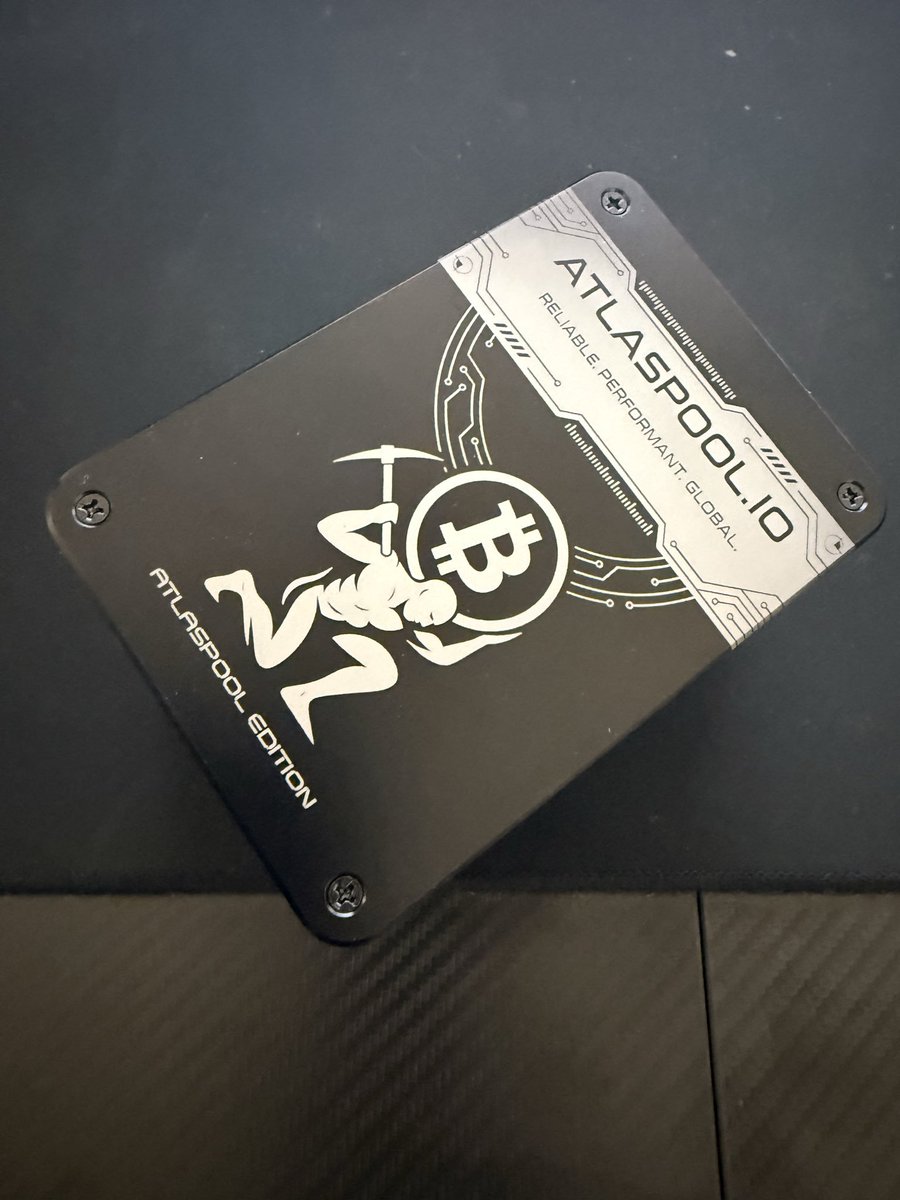 ATLASPOOL.IO
RELIABLE. PERFORMANT. GLOBAL.
ATLASPOOL EDITION